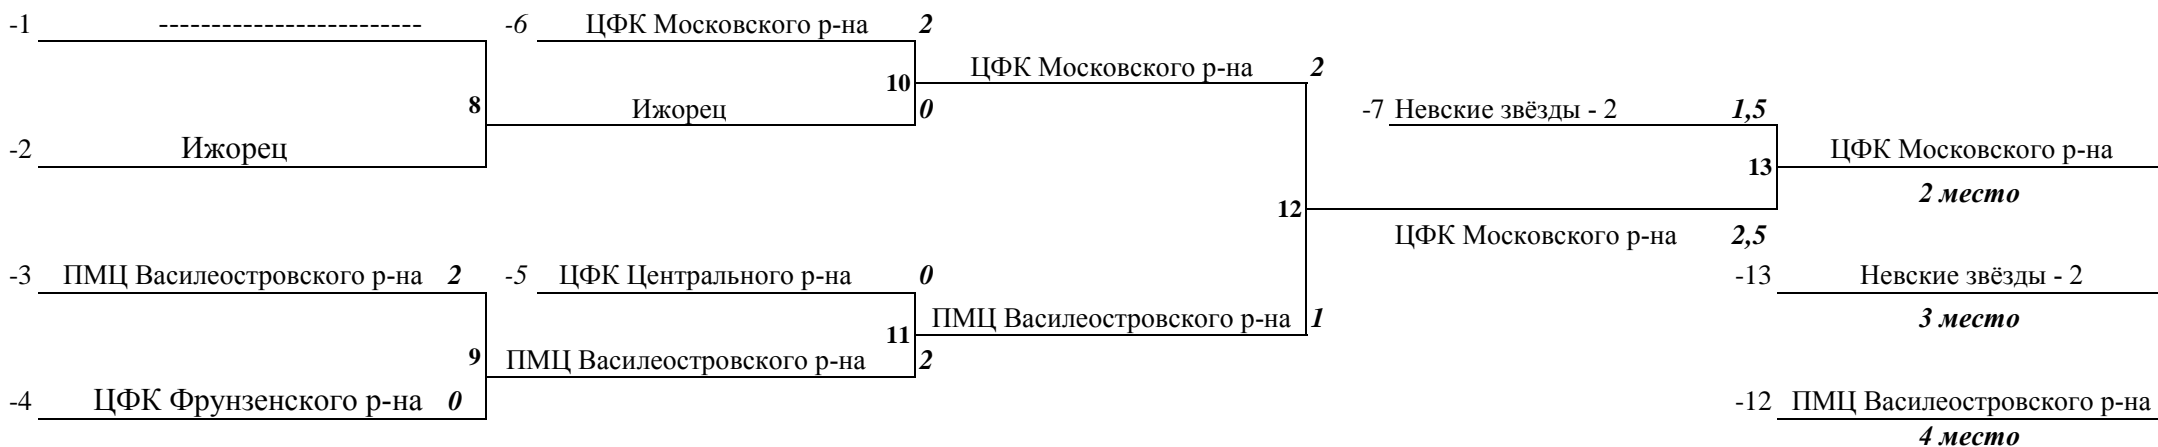 -1 ------------------------- -6 ЦФК Московского р-на 2
ЦФК Московского р-на 2
10
8 Ижорец 0 -7 Невские звёзды - 2 1,5
-2 Ижорец ЦФК Московского р-на
13
2 место
12
ЦФК Московского р-на 2,5
-3 ПМЦ Василеостровского р-на 2 -5 ЦФК Центрального р-на 0 -13 Невские звёзды - 2
ПМЦ Василеостровского р-на 1 3 место
11
9 ПМЦ Василеостровского р-на 2
-4 ЦФК Фрунзенского р-на 0 -12 ПМЦ Василеостровского р-на
4 место